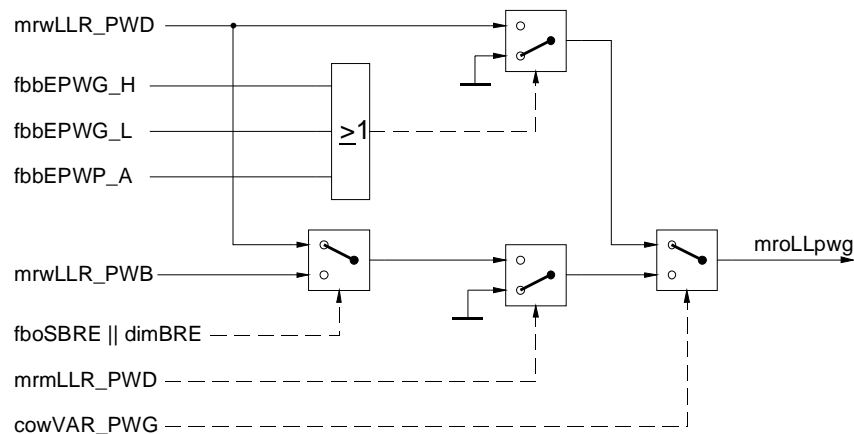 mrwLLR_PWD
fbbEPWG_H
fbbEPWG_L
≥1
fbbEPWP_A
mroLLpwg
mrwLLR_PWB
fboSBRE || dimBRE
mrmLLR_PWD
cowVAR_PWG